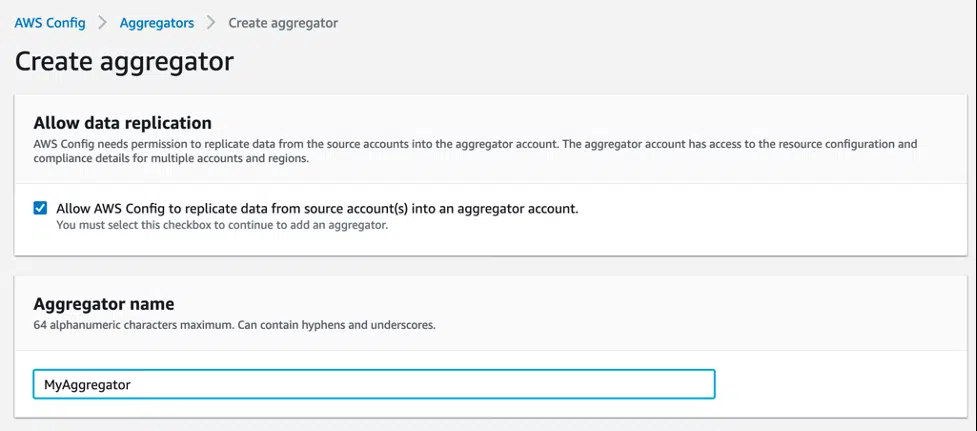 AWS Config > Aggregators > Create aggregator
Create aggregator
Allow data replication
AWS Config needs permission to replicate data from the source accounts into the aggregator account. The aggregator account has access to the resource configuration and
compliance details for multiple accounts and regions.
Allow AWS Config to replicate data from source account(s) into an aggregator account.
You must select this checkbox to continue to add an aggregator.
Aggregator name
64 alphanumeric characters maximum. Can contain hyphens and underscores.
MyAggregator